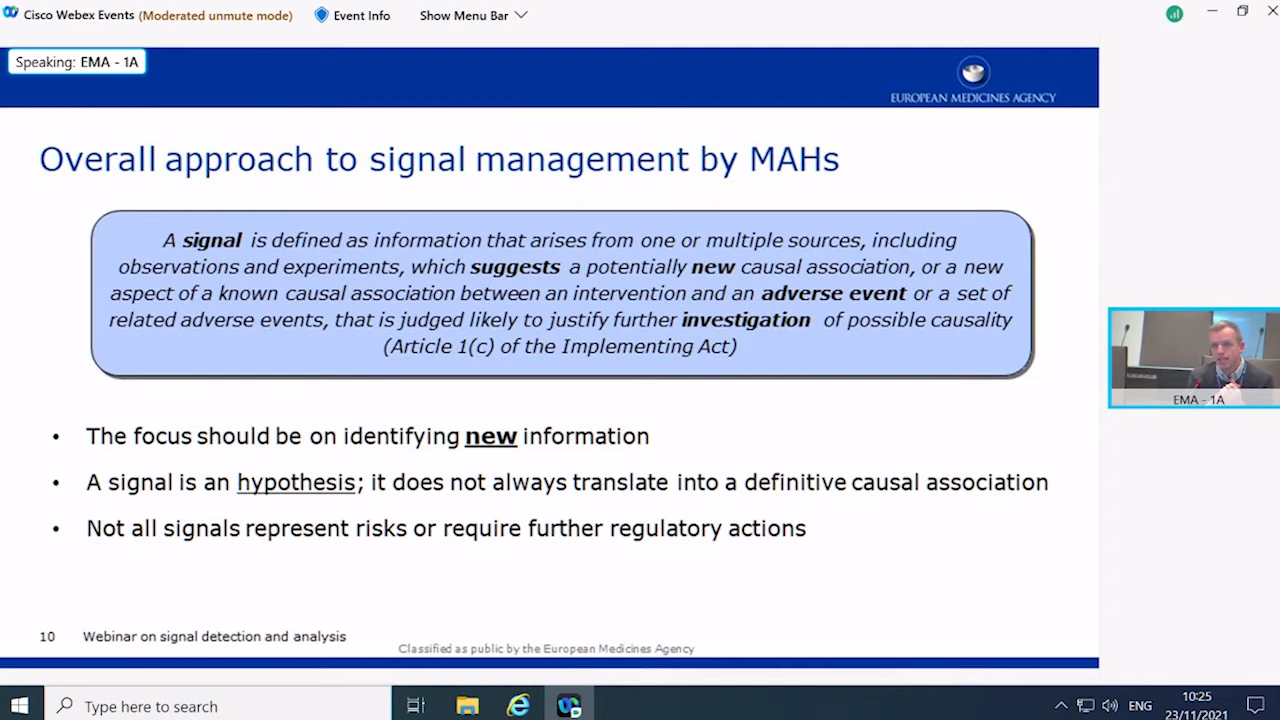 Cisco Webex Events (Moderated unmute mode) Event Info Show Menu Bar
Speaking: EMA - 1A
EUROPEAN MEDICINES AGENCY
Overall approach to signal management by MAHs
A signal is defined as information that arises from one or multiple sources, including
observations and experiments, which suggests a potentially new causal association, or a new
aspect of a known causal association between an intervention and an adverse event or a set of
related adverse events, that is judged likely to justify further investigation of possible causality
(Article 1(c) of the Implementing Act)
• The focus should be on identifying new information
• A signal is an hypothesis; it does not always translate into a definitive causal association
• Not all signals represent risks or require further regulatory actions
EMA - 1A
10 Webinar on signal detection and analysis
Classified as public by the European Medicines Agency
Type here to search
ENG
10:25
23/11/2021